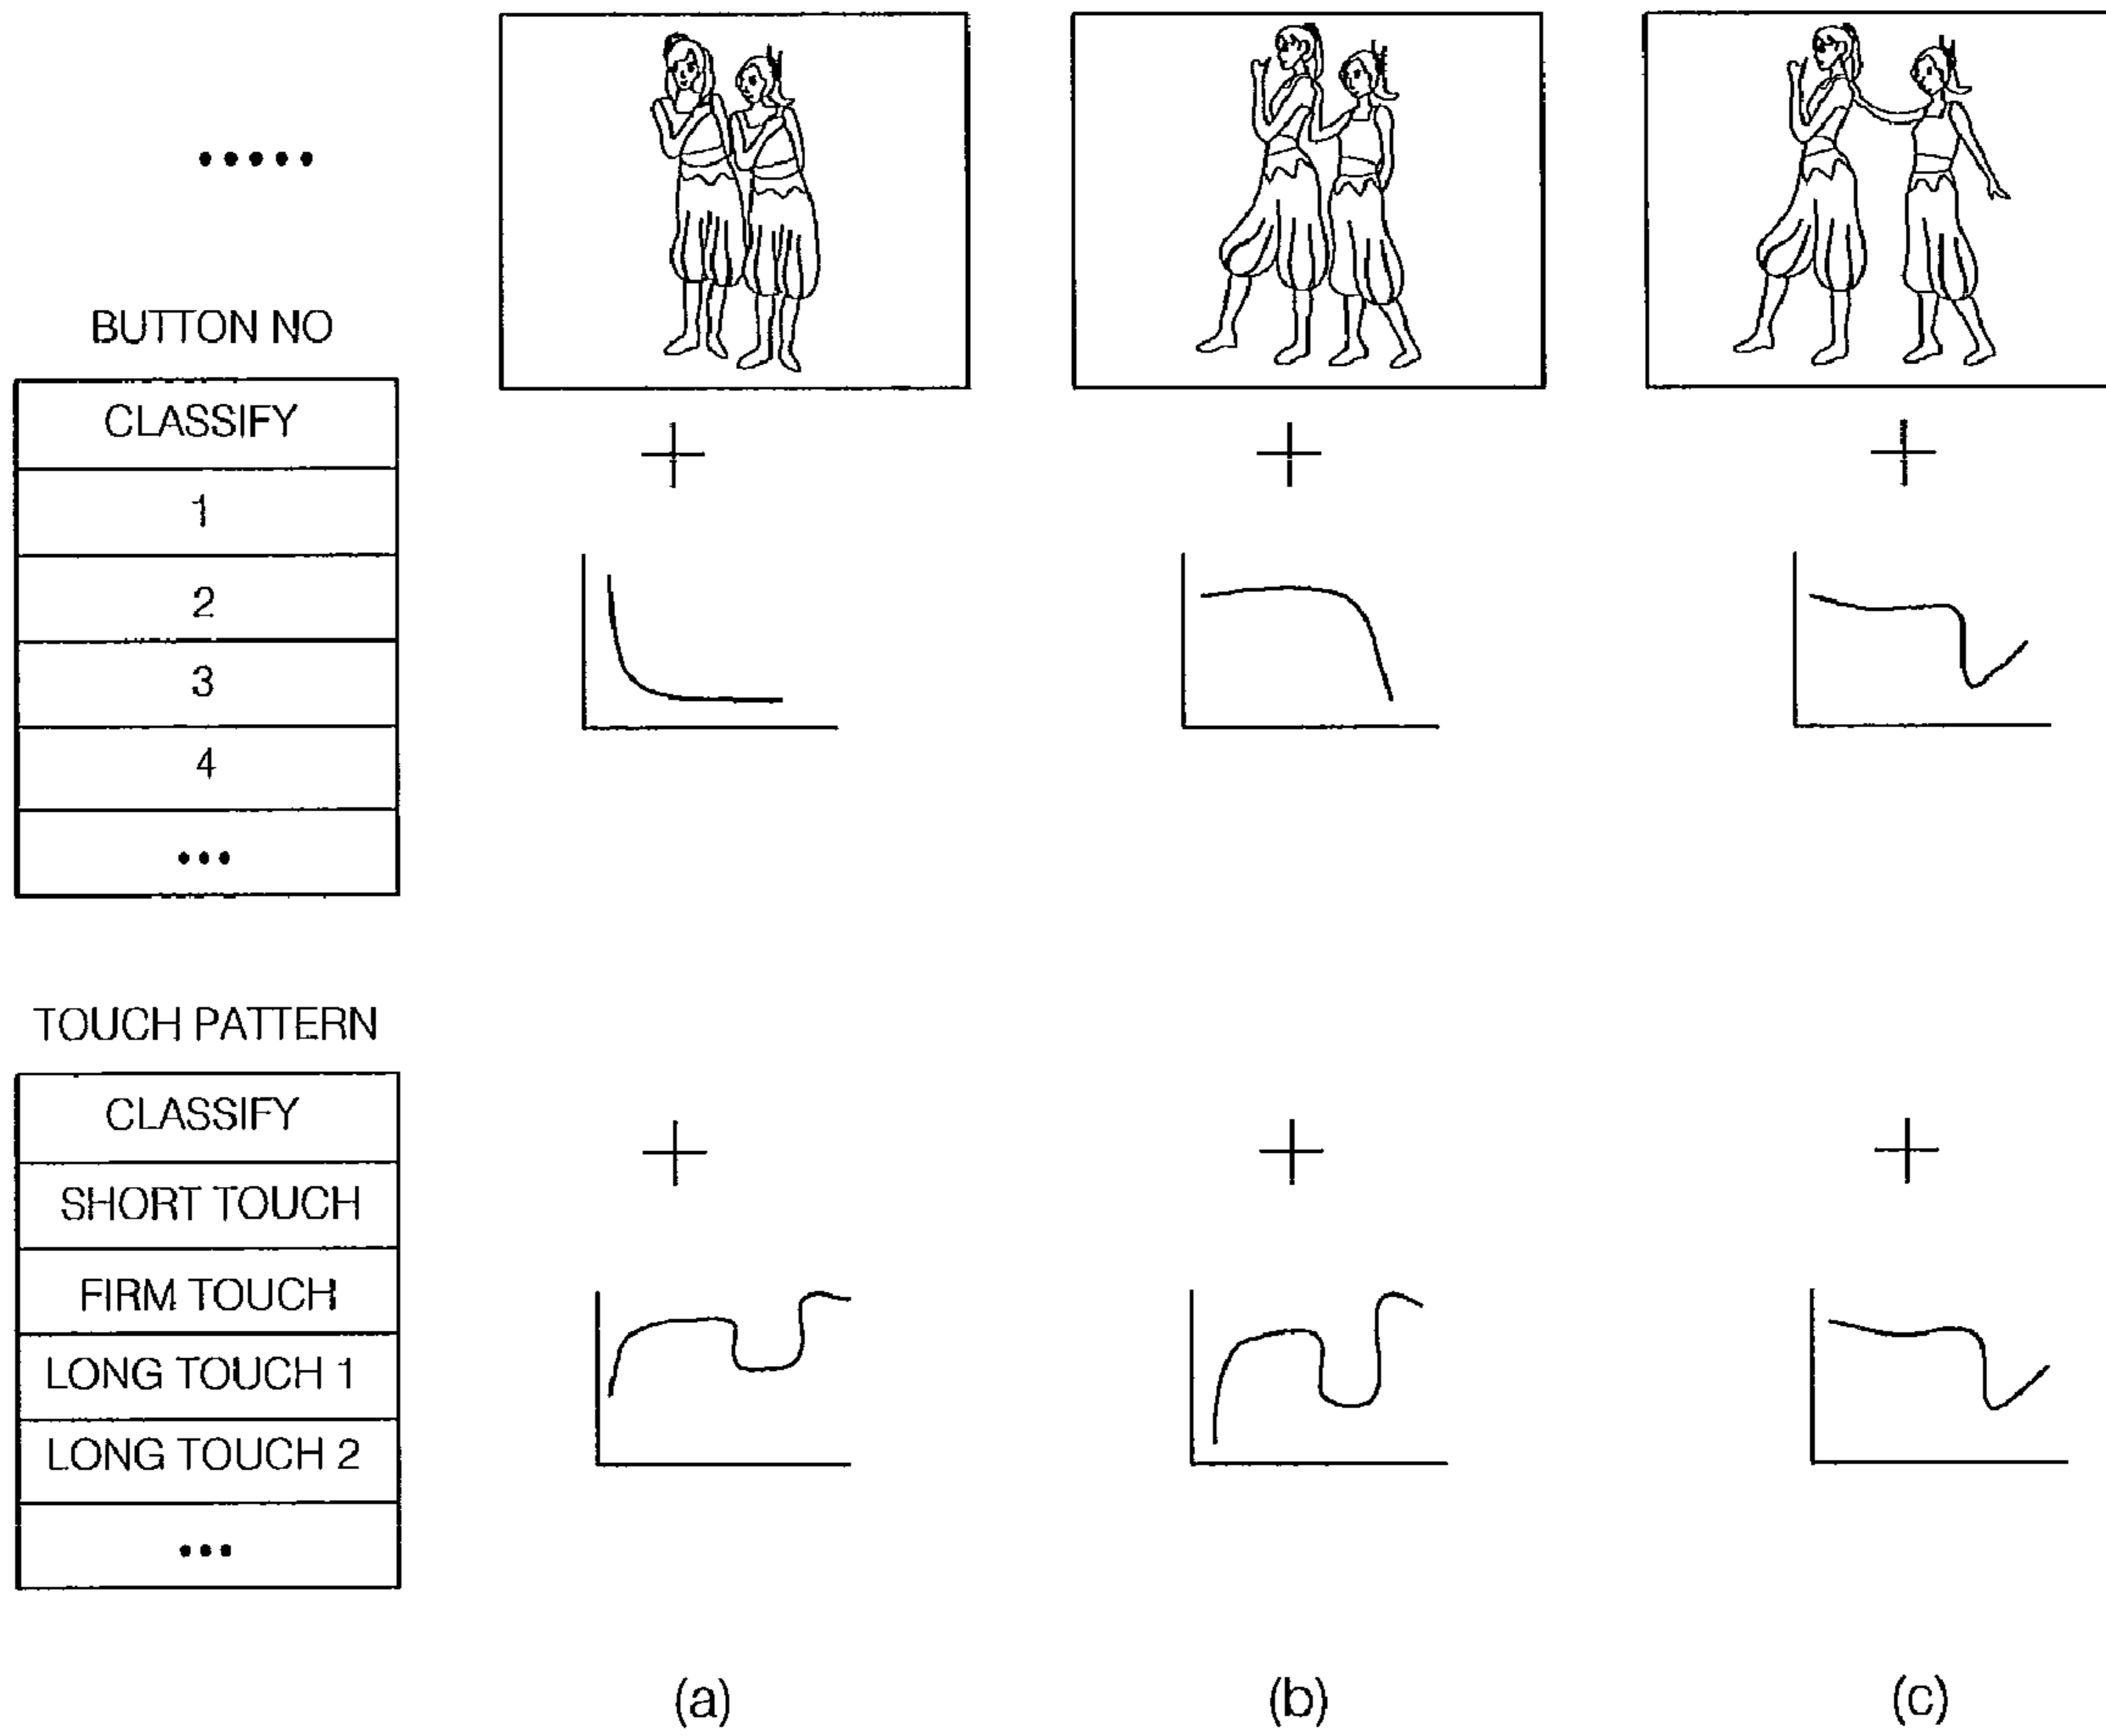 •••••
BUTTON NO
CLASSIFY
1
2
3
4
•••
TOUCH PATTERN
CLASSIFY
SHORT TOUCH
FIRM TOUCH
LONG TOUCH 1
LONG TOUCH 2
•••
(a) (b) (c)